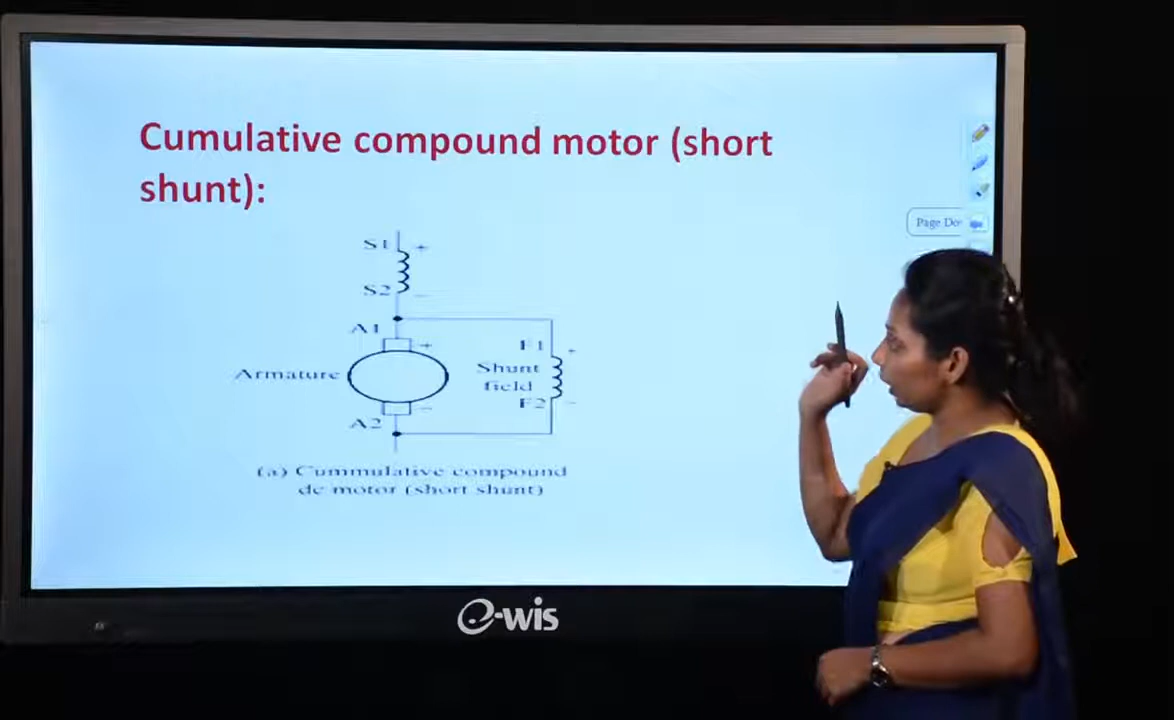 Cumulative compound motor (short
shunt):
Page Do
S1
+
S2
−
A1
+
F1
+
Armature
Shunt
field
F2
−
−
A2
(a) Cummulative compound
dc motor (short shunt)
e-wis